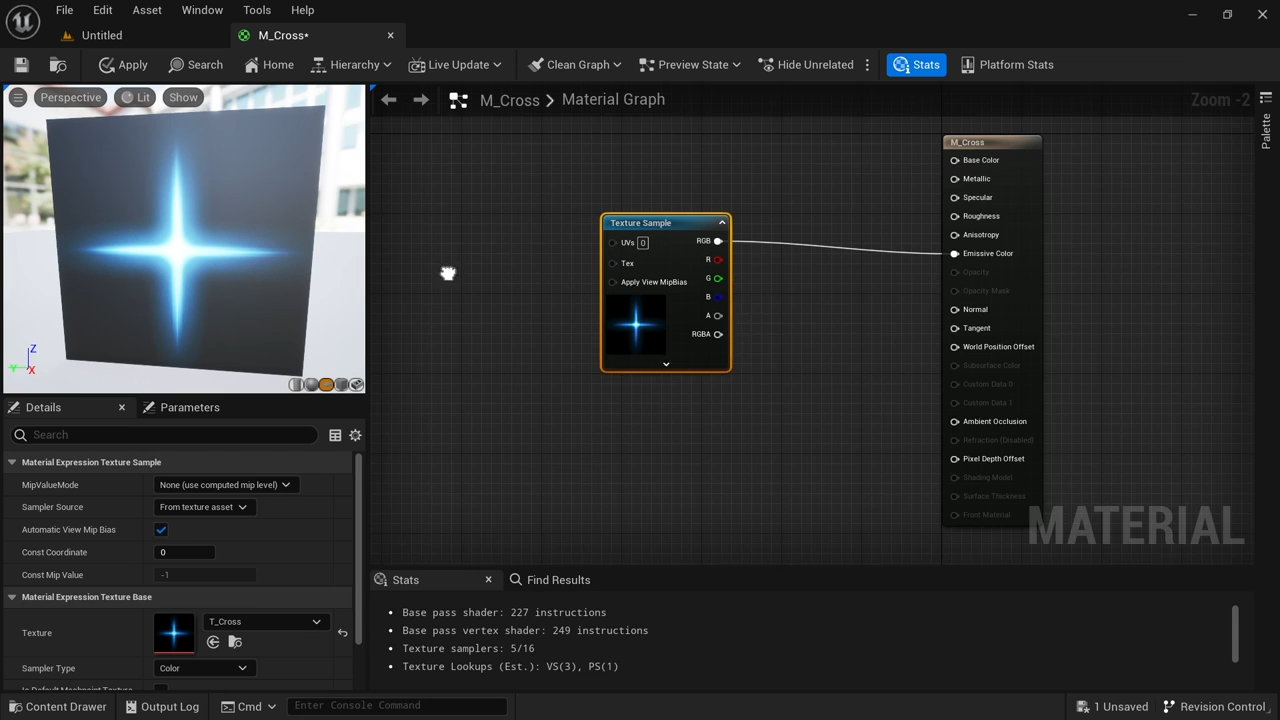 File Edit Asset Window Tools Help
Untitled
M_Cross*
Apply Search Home Hierarchy Live Update Clean Graph Preview State Hide Unrelated Stats Platform Stats
Perspective Lit Show
M_Cross > Material Graph
Zoom -2
Palette
Z
Y
X
Texture Sample
UVs 0
Tex
Apply View MipBias
RGB
R
G
B
A
RGBA
M_Cross
Base Color
Metallic
Specular
Roughness
Anisotropy
Emissive Color
Opacity
Opacity Mask
Normal
Tangent
World Position Offset
Subsurface Color
Custom Data 0
Custom Data 1
Ambient Occlusion
Refraction (Disabled)
Pixel Depth Offset
Shading Model
Surface Thickness
Front Material
MATERIAL
Details
Parameters
Search
Material Expression Texture Sample
MipValueMode None (use computed mip level)
Sampler Source From texture asset
Automatic View Mip Bias
Const Coordinate 0
Const Mip Value -1
Material Expression Texture Base
Texture T_Cross
Sampler Type Color
Is Default Meshpaint Texture
Stats
Find Results
• Base pass shader: 227 instructions
• Base pass vertex shader: 249 instructions
• Texture samplers: 5/16
• Texture Lookups (Est.): VS(3), PS(1)
Content Drawer Output Log Cmd Enter Console Command 1 Unsaved Revision Control